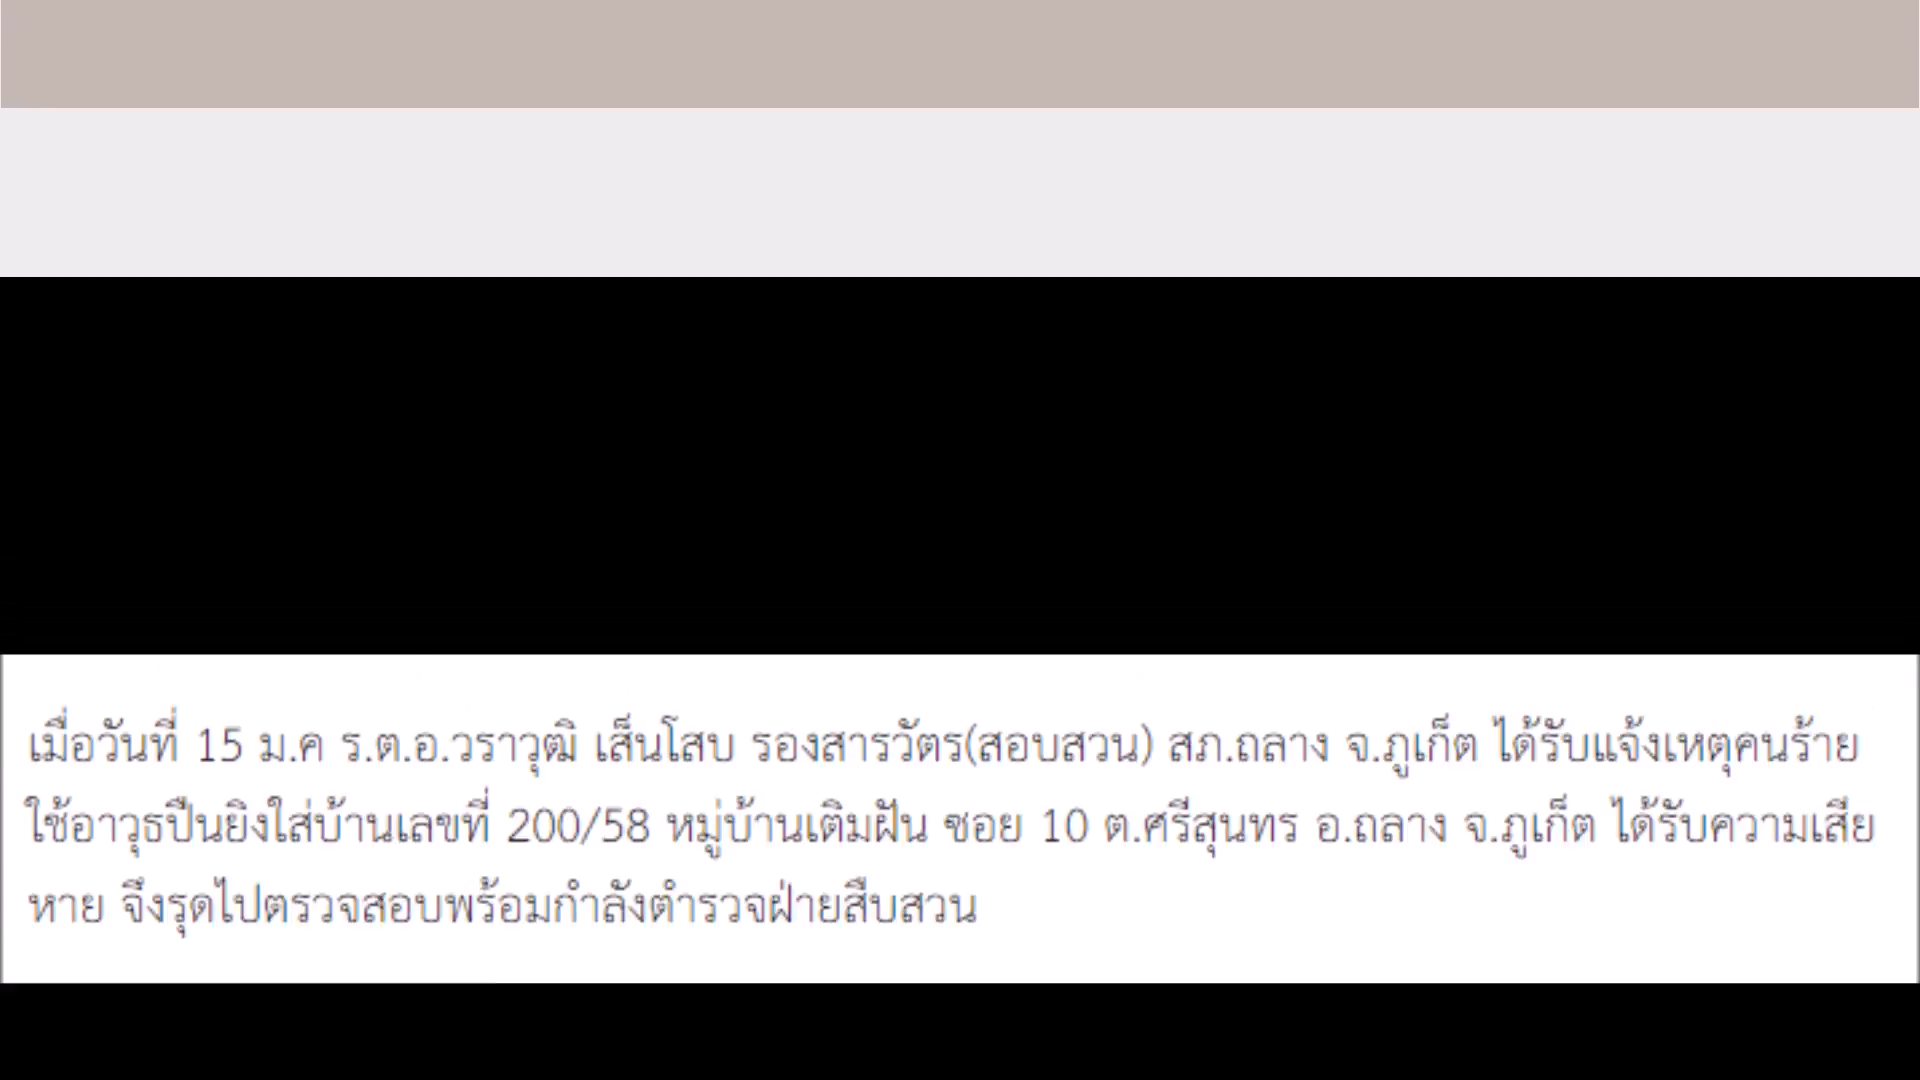 เมื่อวันที่ 15 ม.ค ร.ต.อ.วราวุฒิ เส็นโสบ รองสารวัตร(สอบสวน) สภ.ถลาง จ.ภูเก็ต ได้รับแจ้งเหตุคนร้าย
ใช้อาวุธปืนยิงใส่บ้านเลขที่ 200/58 หมู่บ้านเติมฝัน ซอย 10 ต.ศรีสุนทร อ.ถลาง จ.ภูเก็ต ได้รับความเสีย
หาย จึงรุดไปตรวจสอบพร้อมกำลังตำรวจฝ่ายสืบสวน